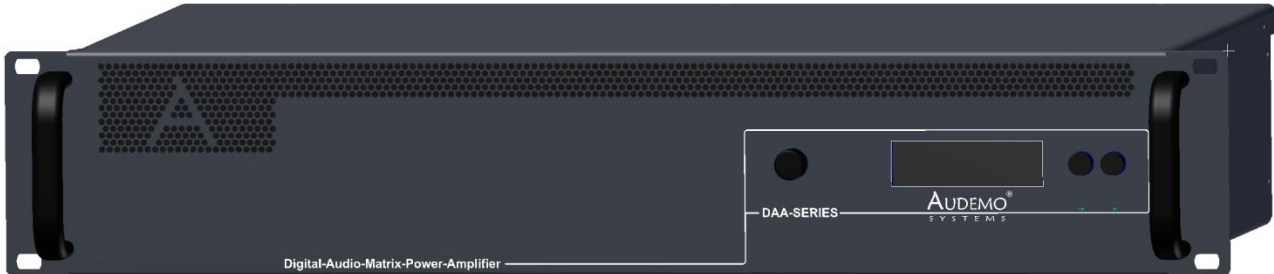 DAA-SERIES
AUDEMO®
SYSTEMS
Digital-Audio-Matrix-Power-Amplifier